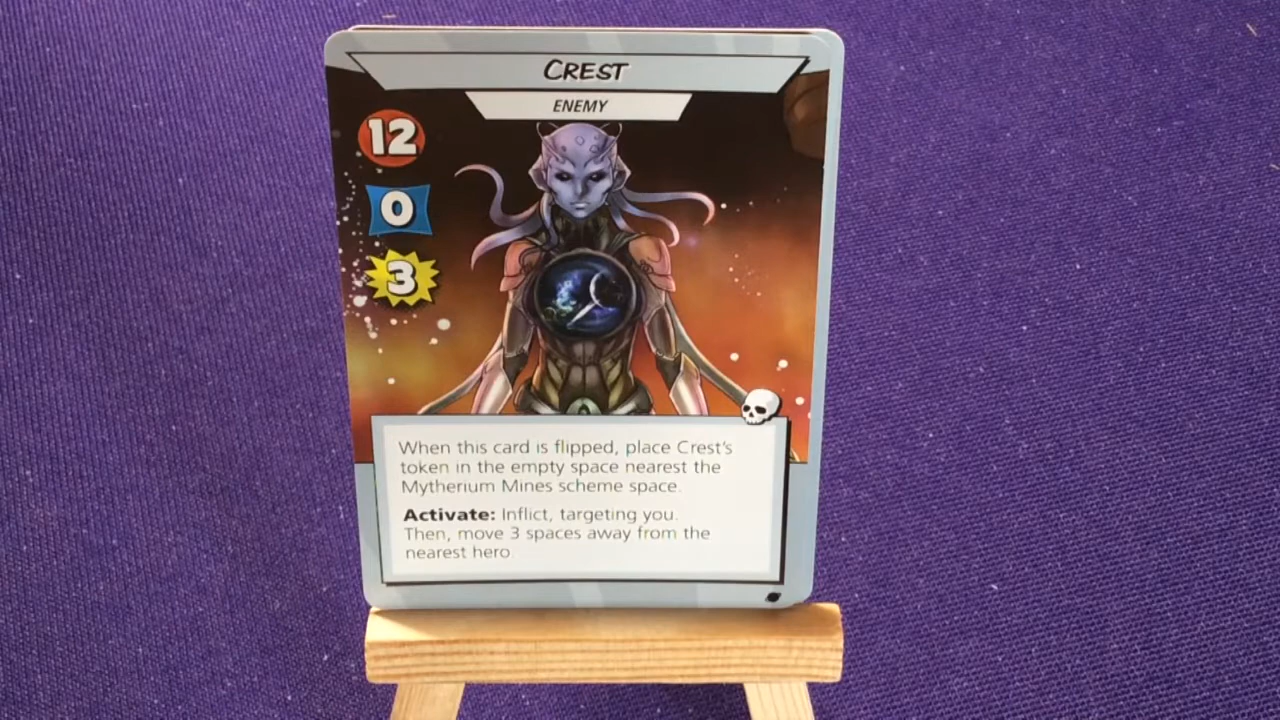 CREST
ENEMY
12
0
3
When this card is flipped, place Crest's
token in the empty space nearest the
Mytherium Mines scheme space.
Activate: Inflict, targeting you.
Then, move 3 spaces away from the
nearest hero.